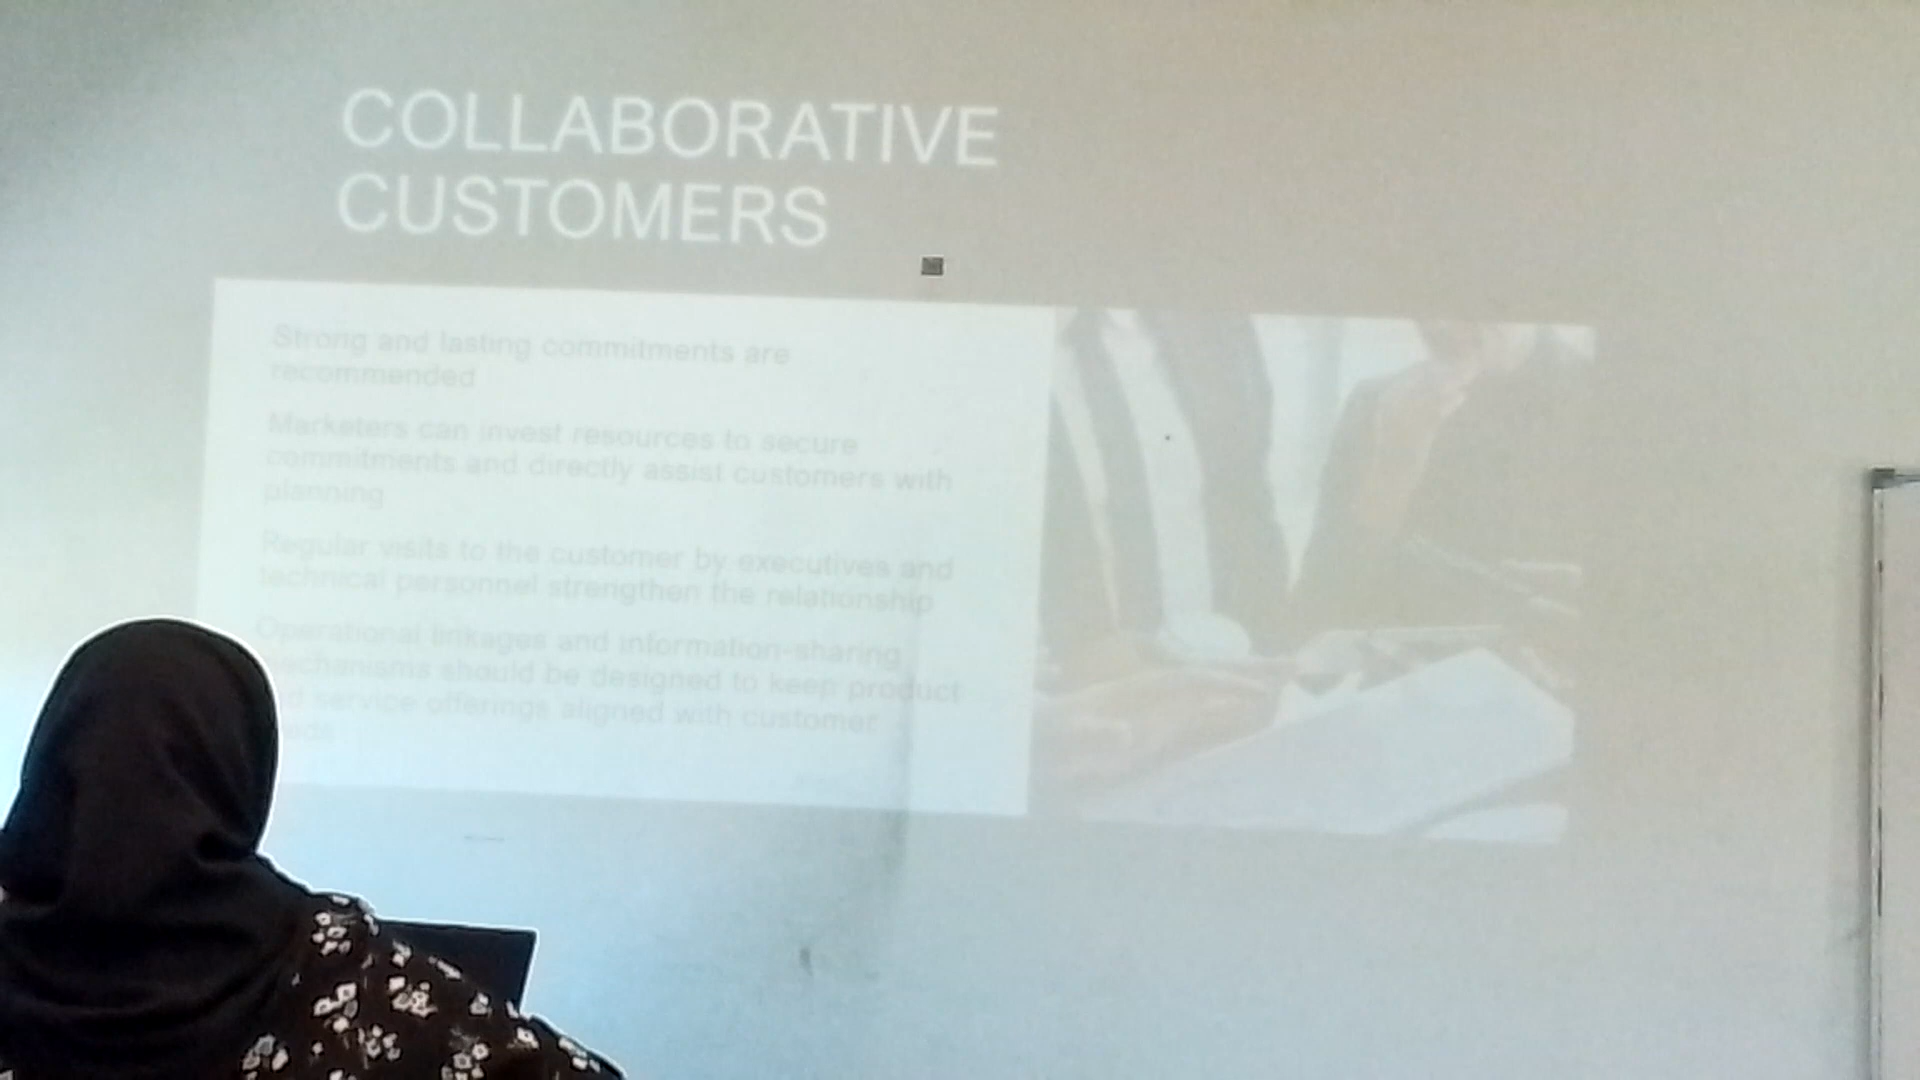 COLLABORATIVE
CUSTOMERS
Strong and lasting commitments are
recommended
Marketers can invest resources to secure
commitments and directly assist customers with
planning
Regular visits to the customer by executives and
technical personnel strengthen the relationship
Operational linkages and information-sharing
mechanisms should be designed to keep product
and service offerings aligned with customer
needs